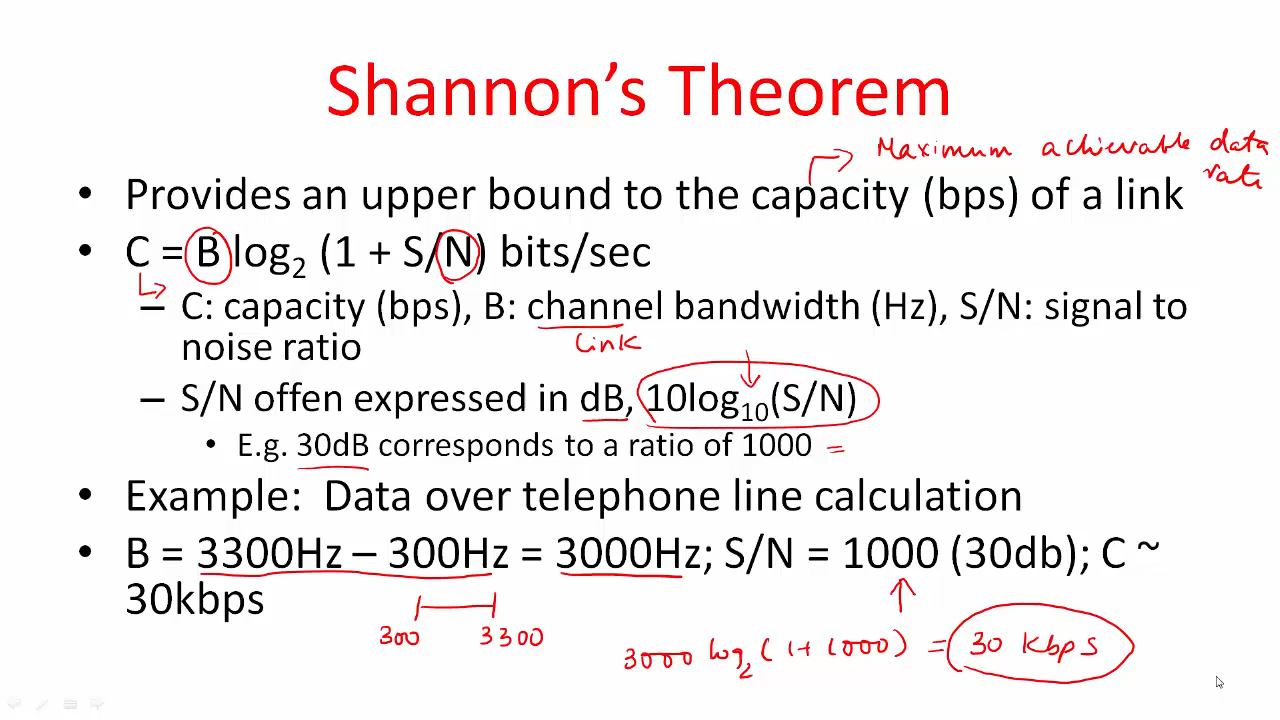 Shannon's Theorem
Maximum achievable data
rate
• Provides an upper bound to the capacity (bps) of a link
• C = B log₂ (1 + S/N) bits/sec
– C: capacity (bps), B: channel bandwidth (Hz), S/N: signal to
noise ratio
link
– S/N offen expressed in dB, 10log₁₀(S/N)
• E.g. 30dB corresponds to a ratio of 1000 =
• Example: Data over telephone line calculation
• B = 3300Hz – 300Hz = 3000Hz; S/N = 1000 (30db); C ~
30kbps
300 3300
3000 log₂ (1+1000) = 30 Kbps